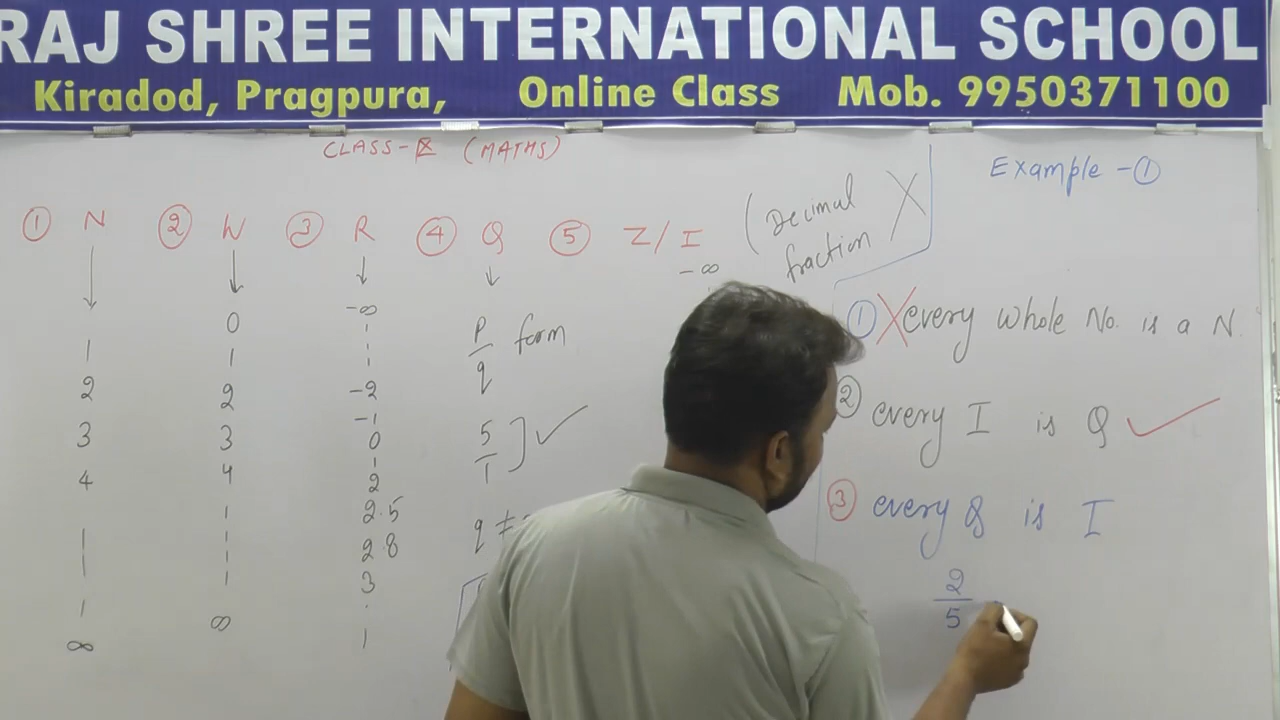 RAJ SHREE INTERNATIONAL SCHOOL
Kiradod, Pragpura, Online Class Mob. 9950371100
CLASS-IX (MATHS)
Example - ①
① N ② W ③ R ④ Q ⑤ Z/I (Decimal
fraction
↓ ↓ ↓ ↓ -∞
0 -∞ P/q form
1 1
2 2 -2
3 3 -1 5/1 ] ✓
4 4 0
2
2.5 q ≠
2.8
3
∞ ∞
① X every whole No. is a N.
② every I is Q ✓
③ every Q is I
2/5